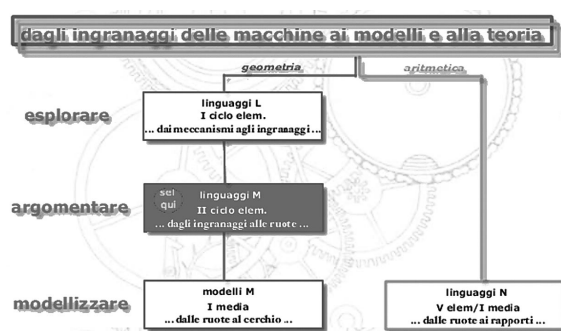 dagli ingranaggi delle macchine ai modelli e alla teoria
geometria
aritmetica
esplorare
linguaggi L
I ciclo elem.
... dai meccanismi agli ingranaggi ...
argomentare
sei
qui
linguaggi M
II ciclo elem.
... dagli ingranaggi alle ruote ...
modellizzare
modelli M
I media
... dalle ruote al cerchio ...
linguaggi N
V elem/I media
... dalle ruote ai rapporti ...